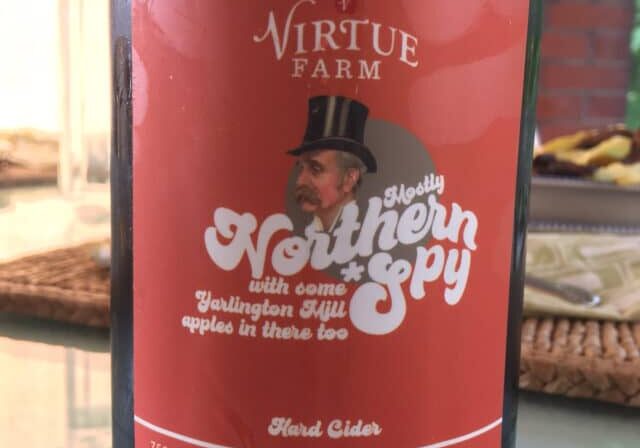 VIRTUE
FARM
Mostly
Northern
*Spy
with some
Yarlington Mill
apples in there too
Hard Cider